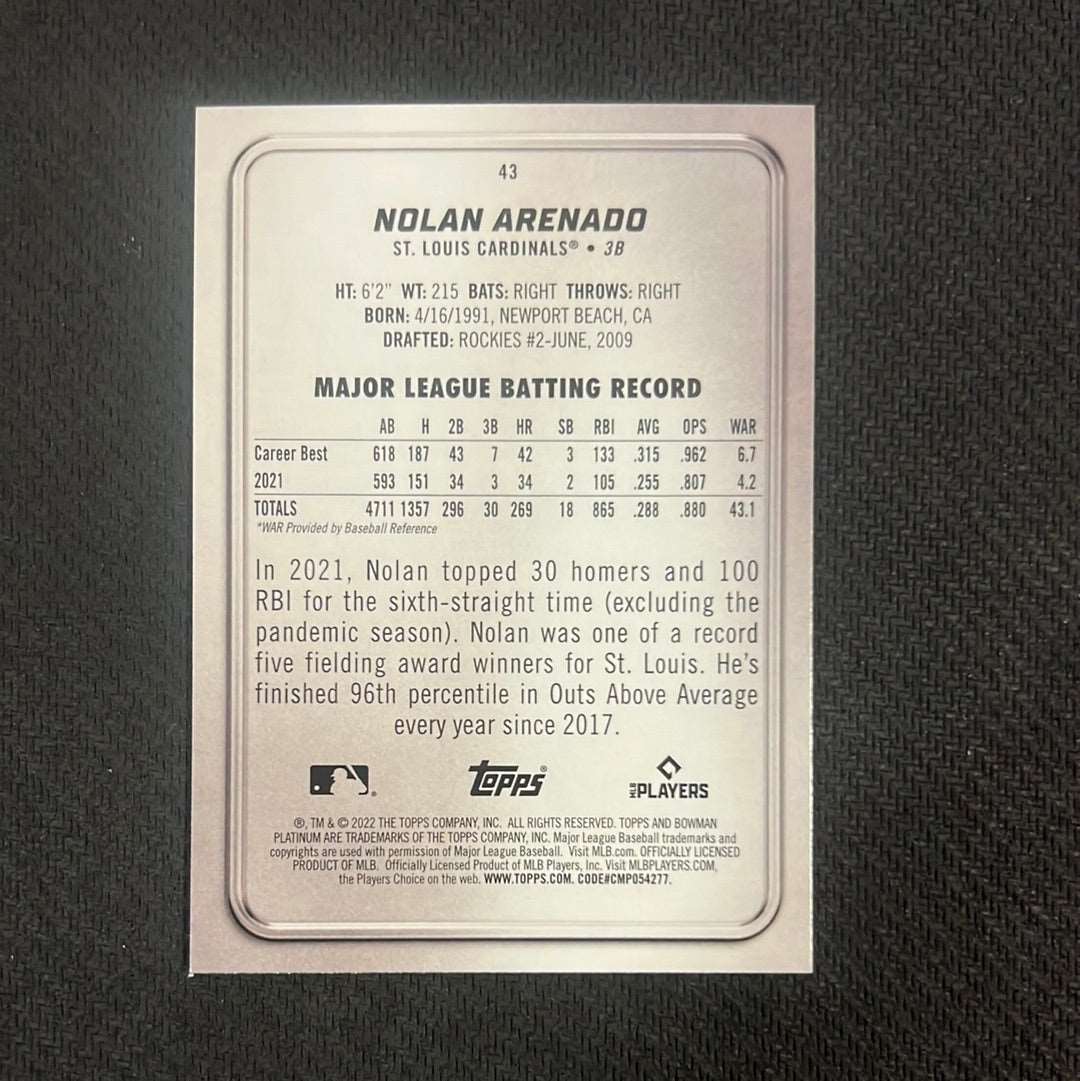 43
NOLAN ARENADO
ST. LOUIS CARDINALS® • 3B
HT: 6'2" WT: 215 BATS: RIGHT THROWS: RIGHT
BORN: 4/16/1991, NEWPORT BEACH, CA
DRAFTED: ROCKIES #2-JUNE, 2009
MAJOR LEAGUE BATTING RECORD
AB H 2B 3B HR SB RBI AVG OPS WAR
Career Best 618 187 43 7 42 3 133 .315 .962 6.7
2021 593 151 34 3 34 2 105 .255 .807 4.2
TOTALS 4711 1357 296 30 269 18 865 .288 .880 43.1
*WAR Provided by Baseball Reference
In 2021, Nolan topped 30 homers and 100
RBI for the sixth-straight time (excluding the
pandemic season). Nolan was one of a record
five fielding award winners for St. Louis. He's
finished 96th percentile in Outs Above Average
every year since 2017.
® Topps® MLB PLAYERS
®, TM & © 2022 THE TOPPS COMPANY, INC. ALL RIGHTS RESERVED. TOPPS AND BOWMAN
PLATINUM ARE TRADEMARKS OF THE TOPPS COMPANY, INC. Major League Baseball trademarks and
copyrights are used with permission of Major League Baseball. Visit MLB.com. OFFICIALLY LICENSED
PRODUCT OF MLB. Officially Licensed Product of MLB Players, Inc. Visit MLBPLAYERS.COM,
the Players Choice on the web. WWW.TOPPS.COM. CODE#CMP054277.